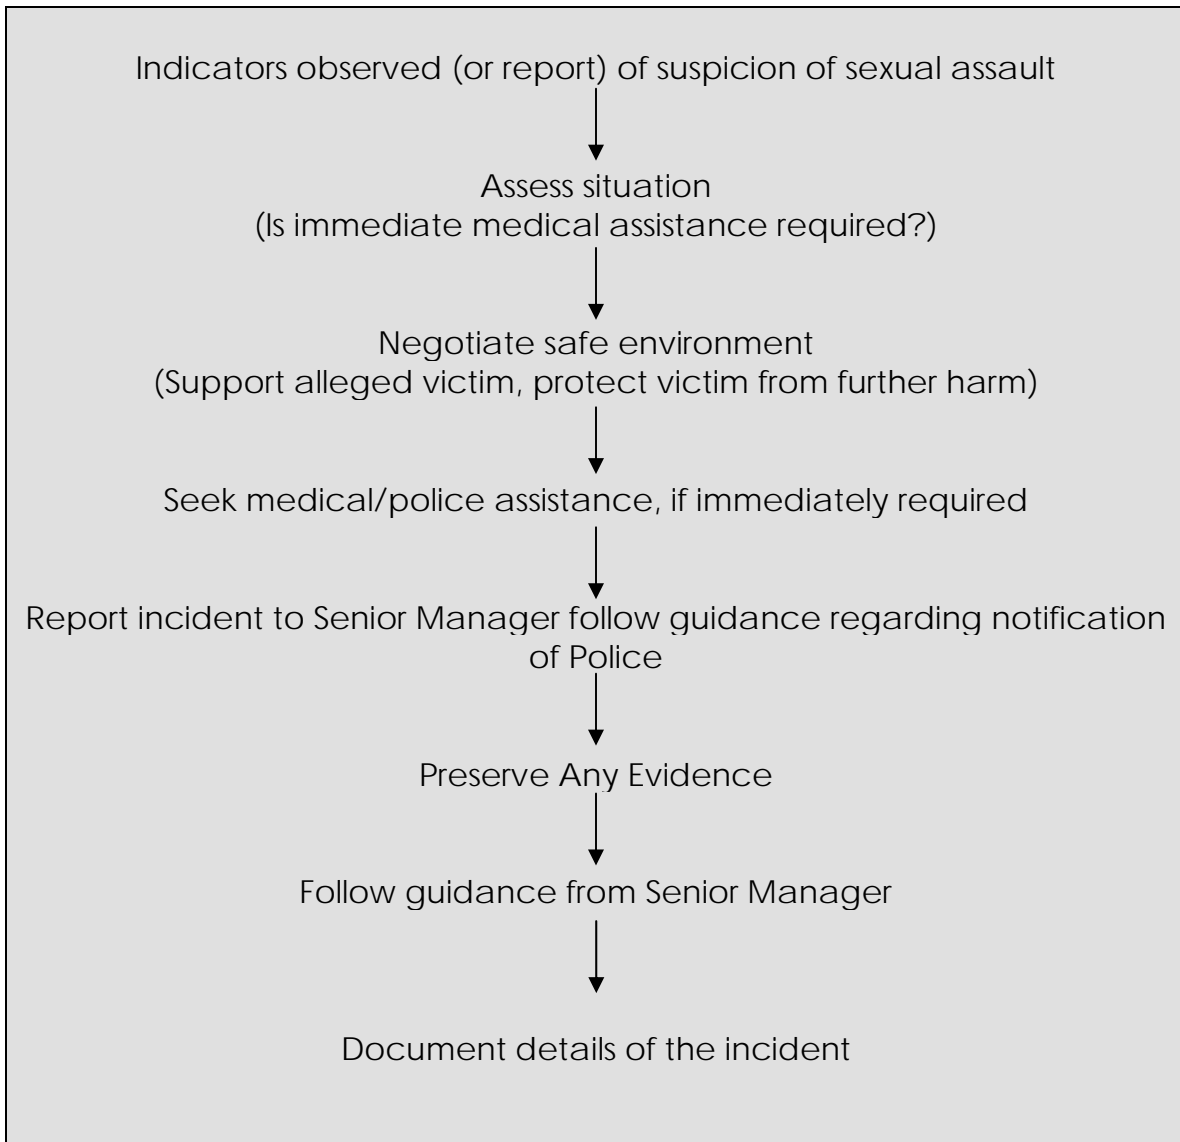 Indicators observed (or report) of suspicion of sexual assault
Assess situation
(Is immediate medical assistance required?)
Negotiate safe environment
(Support alleged victim, protect victim from further harm)
Seek medical/police assistance, if immediately required
Report incident to Senior Manager follow guidance regarding notification
of Police
Preserve Any Evidence
Follow guidance from Senior Manager
Document details of the incident